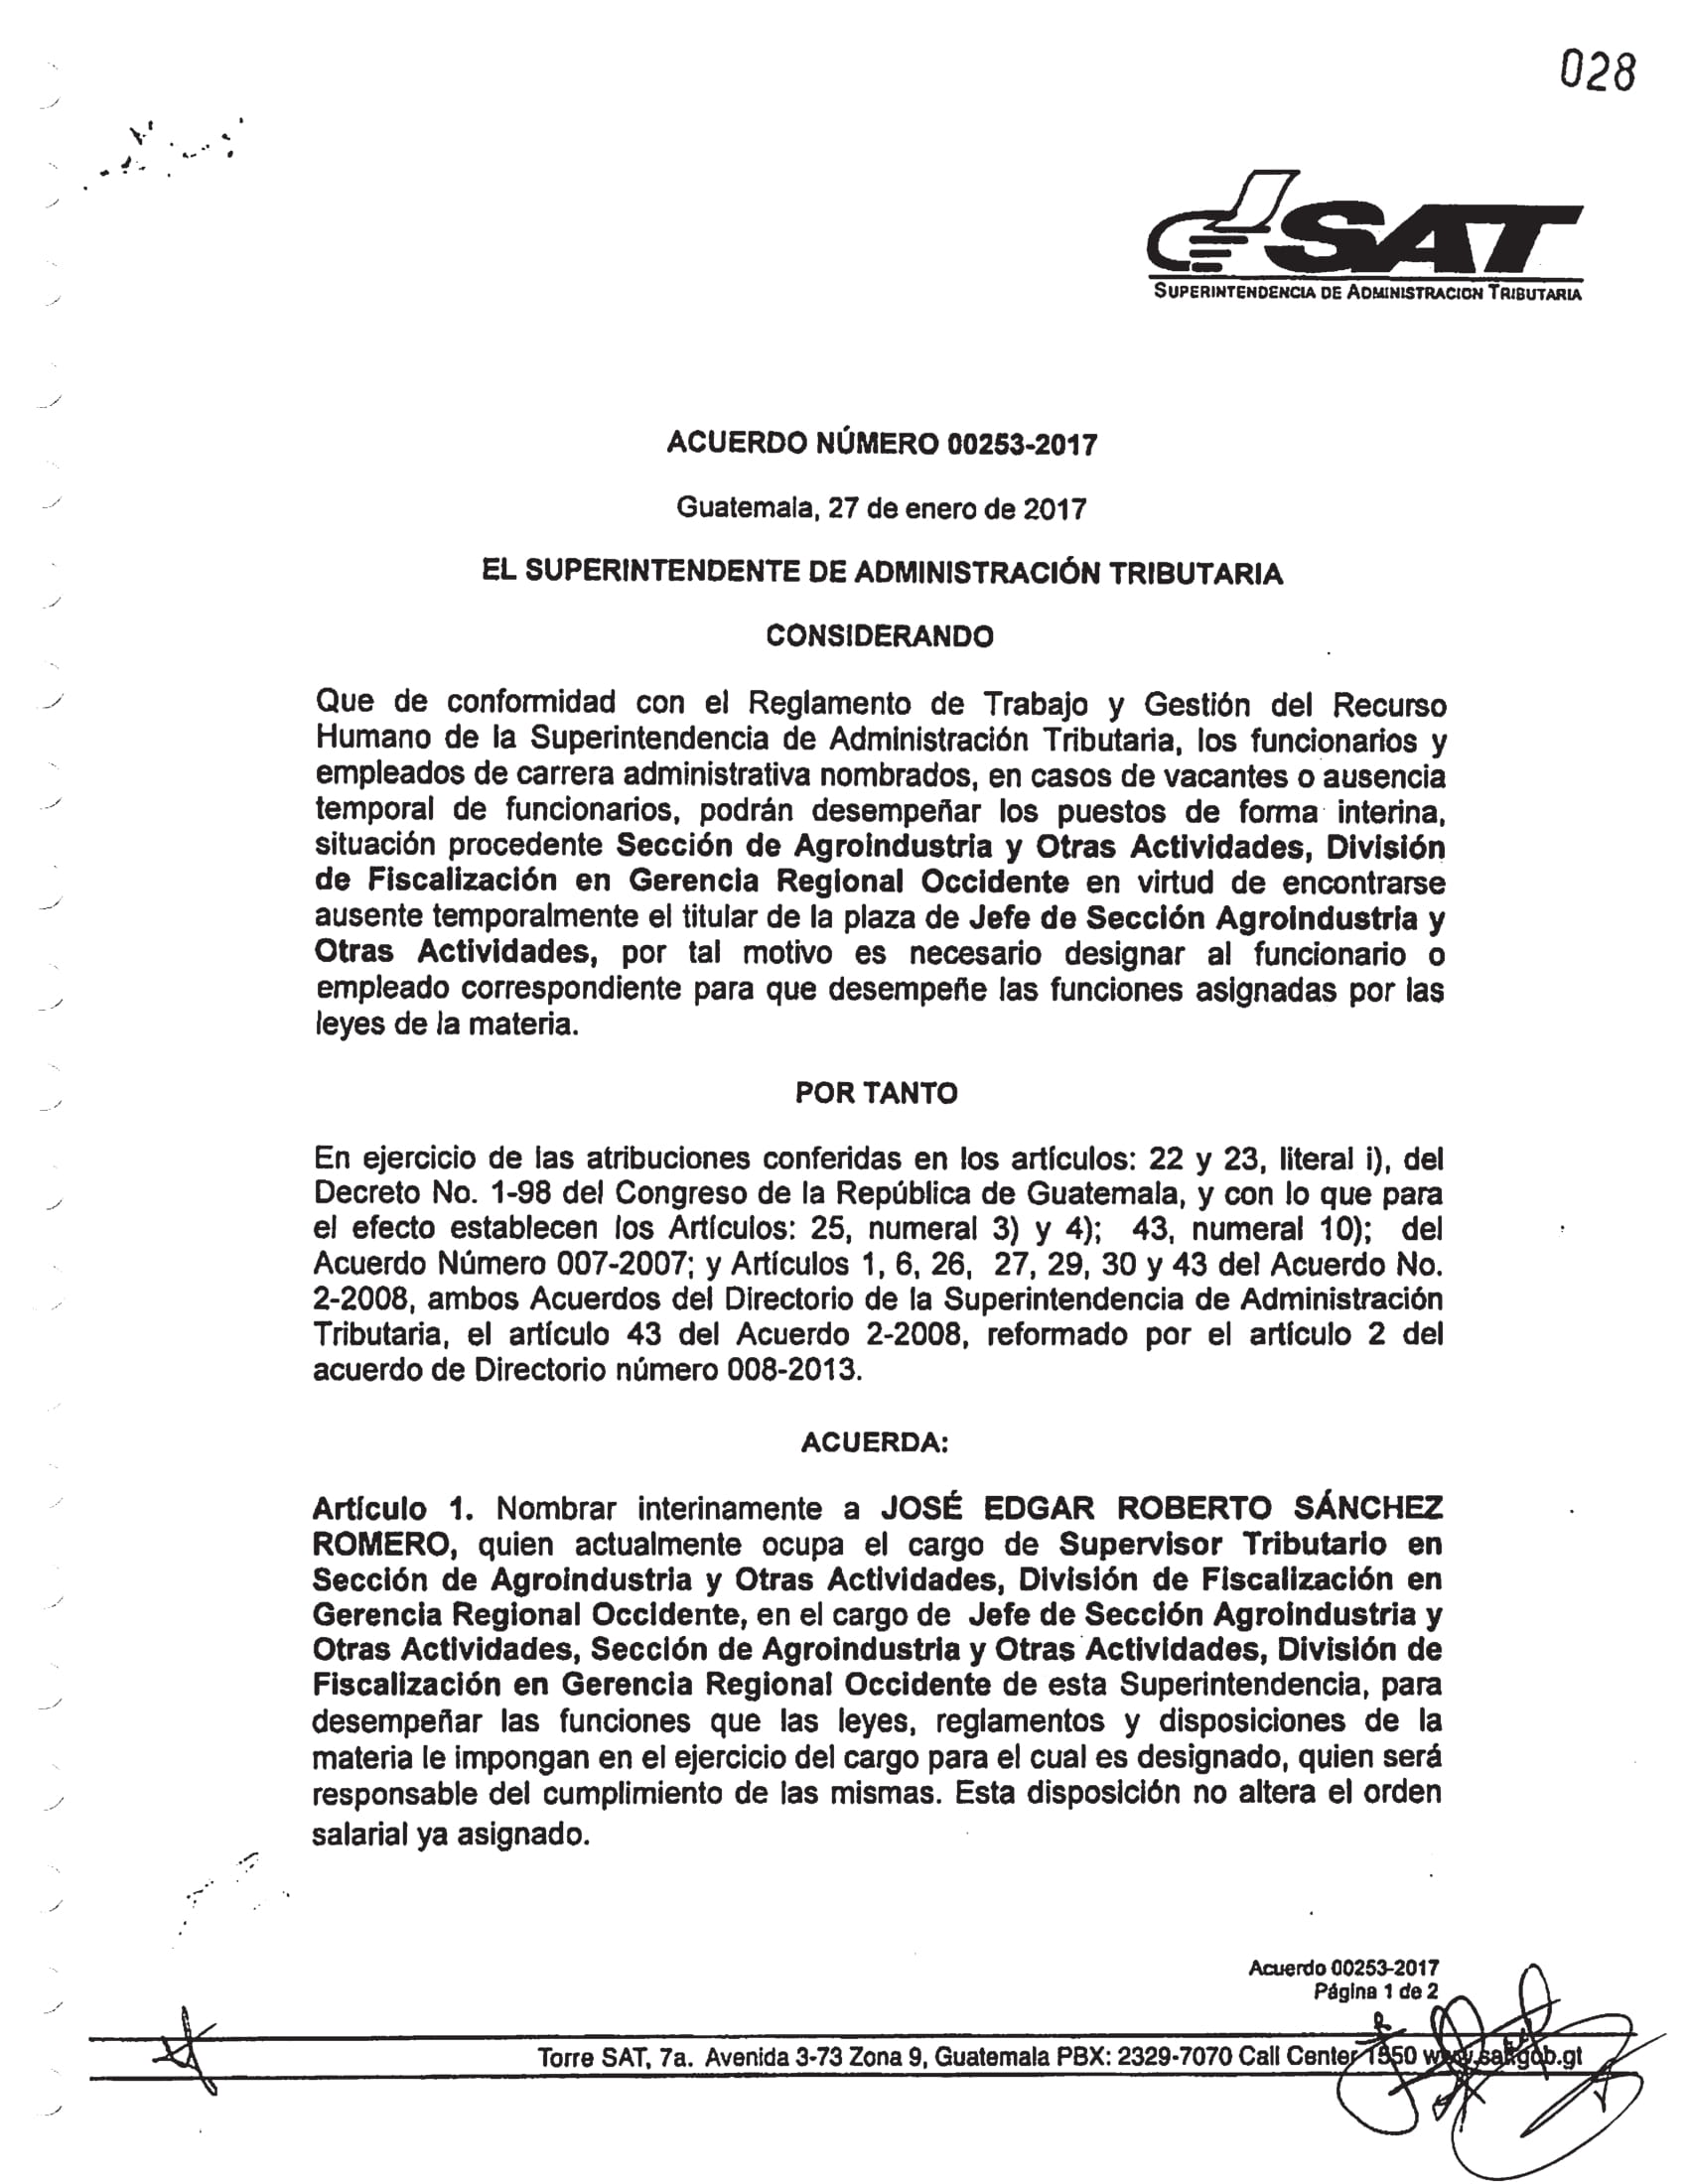 028
SAT
SUPERINTENDENCIA DE ADMINISTRACION TRIBUTARIA
ACUERDO NÚMERO 00253-2017
Guatemala, 27 de enero de 2017
EL SUPERINTENDENTE DE ADMINISTRACIÓN TRIBUTARIA
CONSIDERANDO
Que de conformidad con el Reglamento de Trabajo y Gestión del Recurso
Humano de la Superintendencia de Administración Tributaria, los funcionarios y
empleados de carrera administrativa nombrados, en casos de vacantes o ausencia
temporal de funcionarios, podrán desempeñar los puestos de forma interina,
situación procedente Sección de Agroindustria y Otras Actividades, División
de Fiscalización en Gerencia Regional Occidente en virtud de encontrarse
ausente temporalmente el titular de la plaza de Jefe de Sección Agroindustria y
Otras Actividades, por tal motivo es necesario designar al funcionario o
empleado correspondiente para que desempeñe las funciones asignadas por las
leyes de la materia.
POR TANTO
En ejercicio de las atribuciones conferidas en los artículos: 22 y 23, literal i), del
Decreto No. 1-98 del Congreso de la República de Guatemala, y con lo que para
el efecto establecen los Artículos: 25, numeral 3) y 4); 43, numeral 10); del
Acuerdo Número 007-2007; y Artículos 1, 6, 26, 27, 29, 30 y 43 del Acuerdo No.
2-2008, ambos Acuerdos del Directorio de la Superintendencia de Administración
Tributaria, el artículo 43 del Acuerdo 2-2008, reformado por el artículo 2 del
acuerdo de Directorio número 008-2013.
ACUERDA:
Artículo 1. Nombrar interinamente a JOSÉ EDGAR ROBERTO SÁNCHEZ
ROMERO, quien actualmente ocupa el cargo de Supervisor Tributario en
Sección de Agroindustria y Otras Actividades, División de Fiscalización en
Gerencia Regional Occidente, en el cargo de Jefe de Sección Agroindustria y
Otras Actividades, Sección de Agroindustria y Otras Actividades, División de
Fiscalización en Gerencia Regional Occidente de esta Superintendencia, para
desempeñar las funciones que las leyes, reglamentos y disposiciones de la
materia le impongan en el ejercicio del cargo para el cual es designado, quien será
responsable del cumplimiento de las mismas. Esta disposición no altera el orden
salarial ya asignado.
Acuerdo 00253-2017
Página 1 de 2
Torre SAT, 7a. Avenida 3-73 Zona 9, Guatemala PBX: 2329-7070 Call Center 1550 www.sat.gob.gt